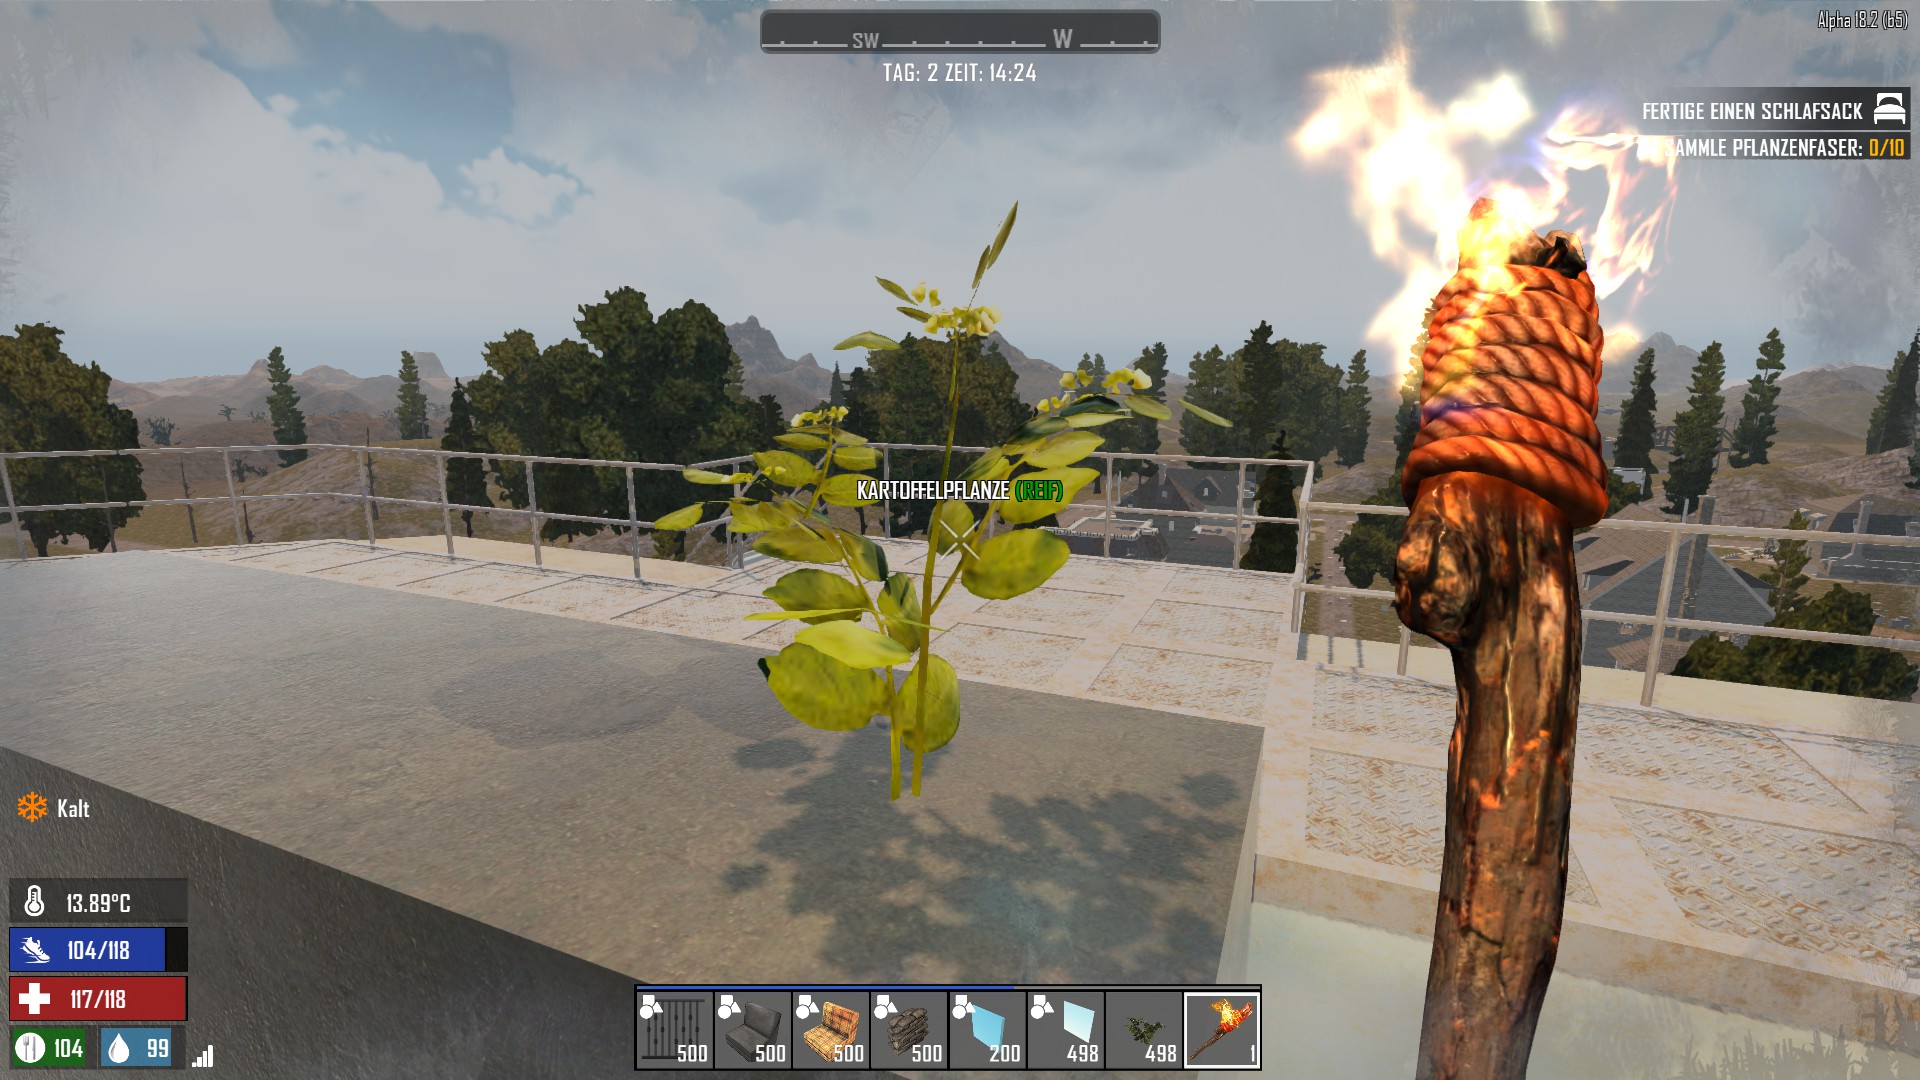 Alpha 18.2 (b5)
SW W
TAG: 2 ZEIT: 14:24
FERTIGE EINEN SCHLAFSACK
SAMMLE PFLANZENFASER: 0/10
KARTOFFELPFLANZE (REIF)
Kalt
13.89°C
104/118
117/118
104 99
500 500 500 500 200 498 498 1